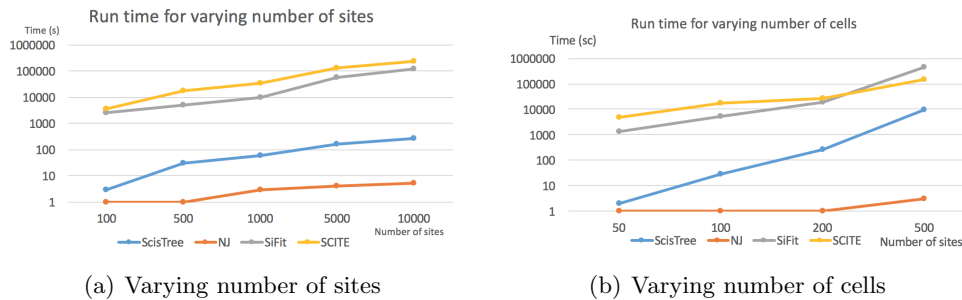 Run time for varying number of sites
Time (s)
1000000
100000
10000
1000
100
10
1
100 500 1000 5000 10000
Number of sites
ScisTree NJ SiFit SCITE
(a) Varying number of sites
Run time for varying number of cells
Time (sc)
1000000
100000
10000
1000
100
10
1
50 100 200 500
ScisTree NJ SiFit SCITE Number of sites
(b) Varying number of cells